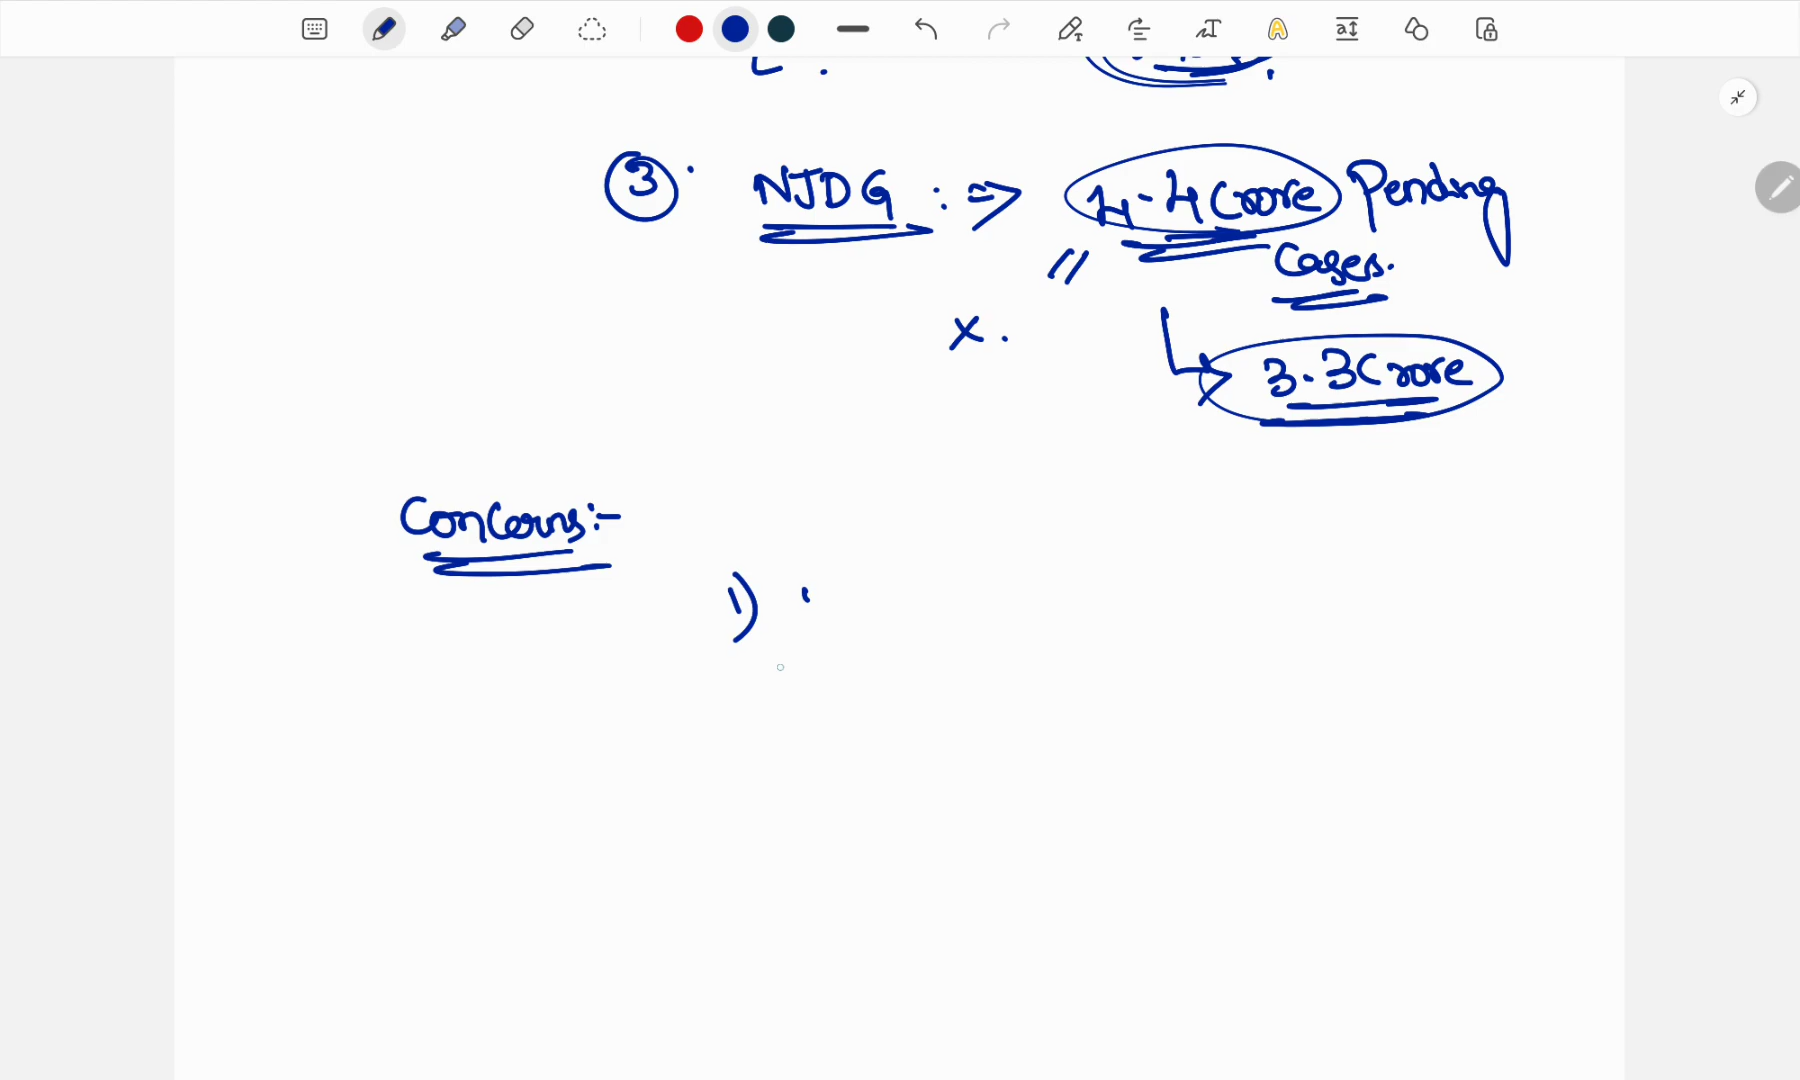 3. NJDG :=> 4.4 Crore Pending
Cases.
x.
3.3 Crore
Concerns:-
1)